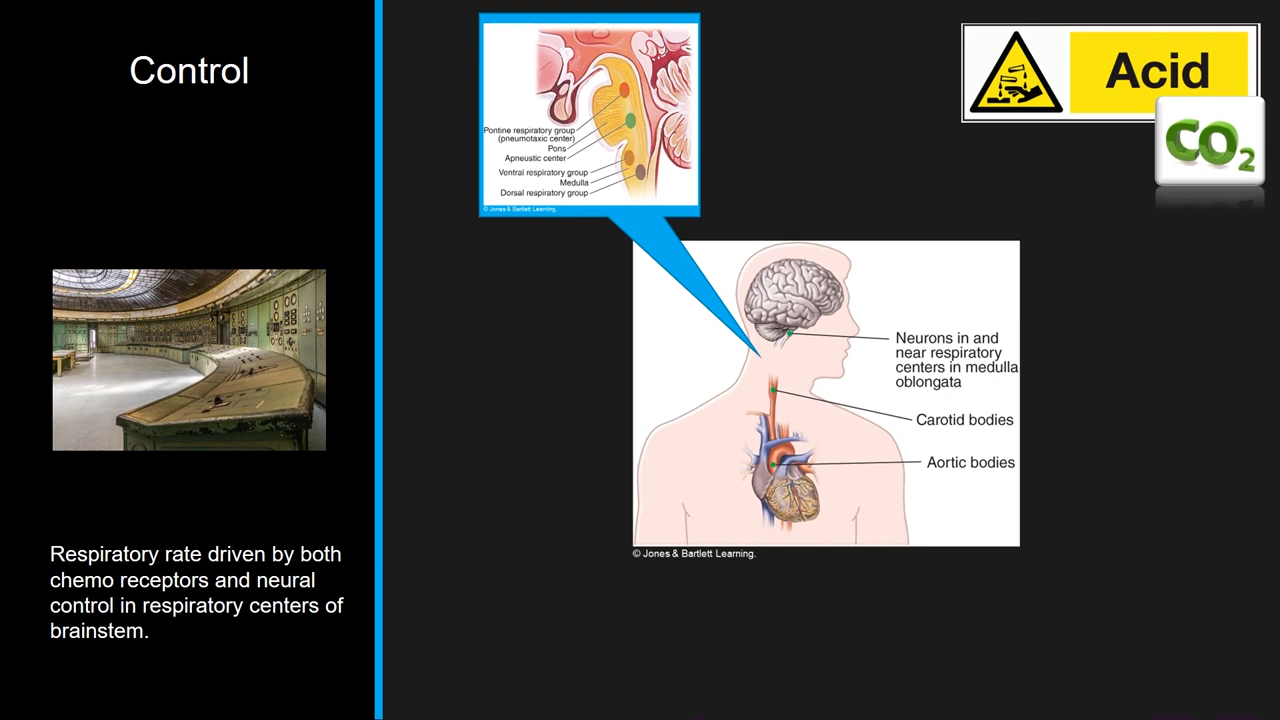 Control
Respiratory rate driven by both
chemo receptors and neural
control in respiratory centers of
brainstem.
Pontine respiratory group
(pneumotaxic center)
Pons
Apneustic center
Ventral respiratory group
Medulla
Dorsal respiratory group
© Jones & Bartlett Learning.
Acid
CO2
Neurons in and
near respiratory
centers in medulla
oblongata
Carotid bodies
Aortic bodies
© Jones & Bartlett Learning.